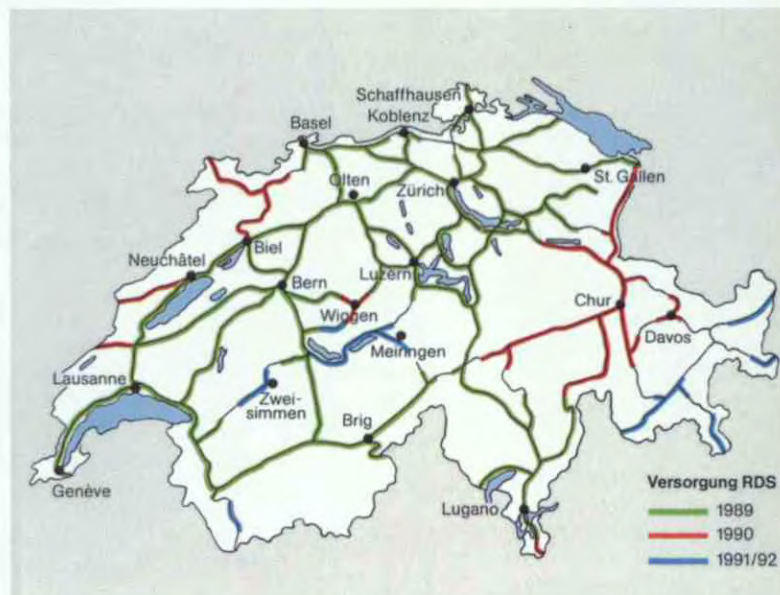 Schaffhausen
Koblenz
Basel
Olten
Zürich
St. Gallen
Biel
Neuchâtel
Bern
Luzern
Wiggen
Chur
Davos
Meiringen
Lausanne
Zwei-
simmen
Brig
Genève
Lugano
Versorgung RDS
1989
1990
1991/92